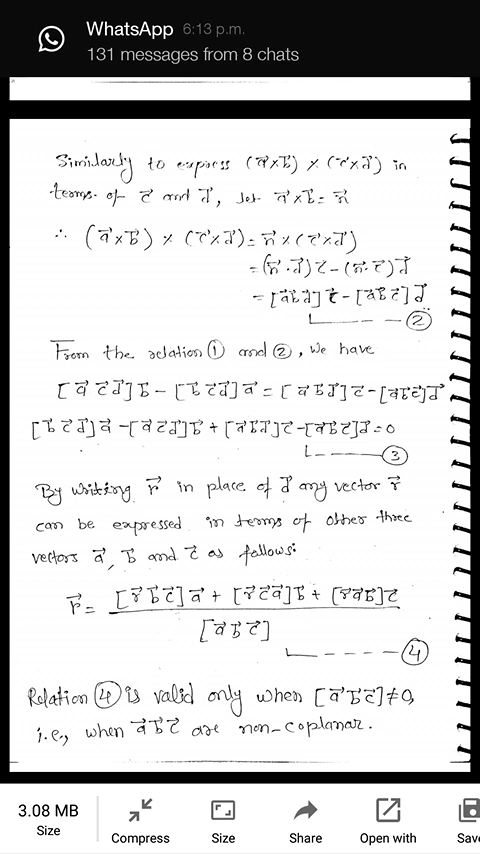 WhatsApp 6:13 p.m.
131 messages from 8 chats
Similarly to express (a⃗×b⃗) × (c⃗×d⃗) in
terms of c⃗ and d⃗, let a⃗×b⃗ = n⃗
∴ (a⃗×b⃗) × (c⃗×d⃗) = n⃗ × (c⃗×d⃗)
= (n⃗·d⃗)c⃗ - (n⃗·c⃗)d⃗
= [a⃗b⃗d⃗]c⃗ - [a⃗b⃗c⃗]d⃗
②
From the relation ① and ②, we have
[a⃗ c⃗ d⃗]b⃗ - [b⃗ c⃗ d⃗]a⃗ = [a⃗ b⃗ d⃗]c⃗ - [a⃗b⃗c⃗]d⃗
[b⃗ c⃗ d⃗]a⃗ - [a⃗ c⃗ d⃗]b⃗ + [a⃗b⃗d⃗]c⃗ - [a⃗b⃗c⃗]d⃗ = 0
③
By writing r⃗ in place of d⃗ any vector r⃗
can be expressed in terms of other three
vectors a⃗, b⃗ and c⃗ as follows:
r⃗ = [r⃗ b⃗ c⃗]a⃗ + [r⃗ c⃗ a⃗]b⃗ + [r⃗ a⃗ b⃗]c⃗
[a⃗ b⃗ c⃗]
④
Relation ④ is valid only when [a⃗ b⃗ c⃗] ≠ 0,
i.e., when a⃗ b⃗ c⃗ are non-coplanar.
3.08 MB
Size Compress Size Share Open with Save